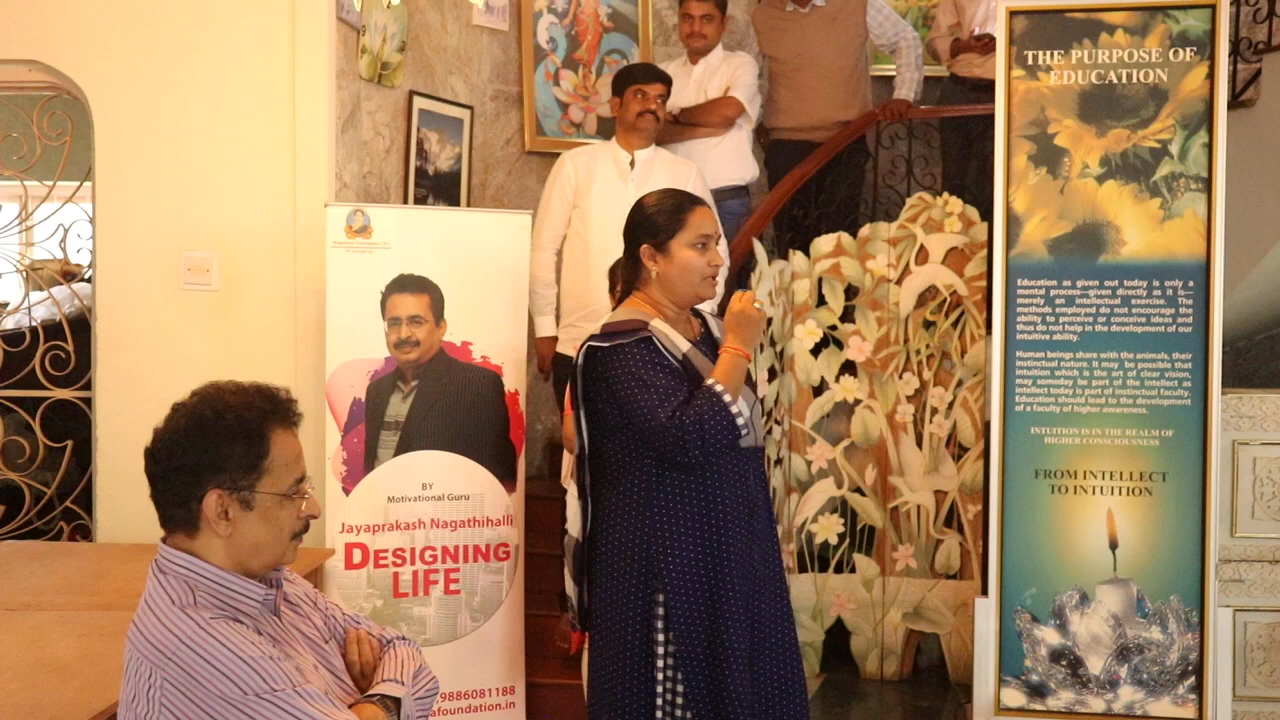 BY
Motivational Guru
Jayaprakash Nagathihalli
DESIGNING
LIFE
,9886081188
afoundation.in
THE PURPOSE OF
EDUCATION
Education as given out today is only a
mental process—given directly as it is—
merely an intellectual exercise. The
methods employed do not encourage the
ability to perceive or conceive ideas and
thus do not help in the development of our
intuitive ability.
Human beings share with the animals, their
instinctual nature. It may be possible that
intuition which is the art of clear vision,
may someday be part of the intellect as
intellect today is part of instinctual faculty.
Education should lead to the development
of a faculty of higher awareness.
INTUITION IS IN THE REALM OF
HIGHER CONSCIOUSNESS
FROM INTELLECT
TO INTUITION